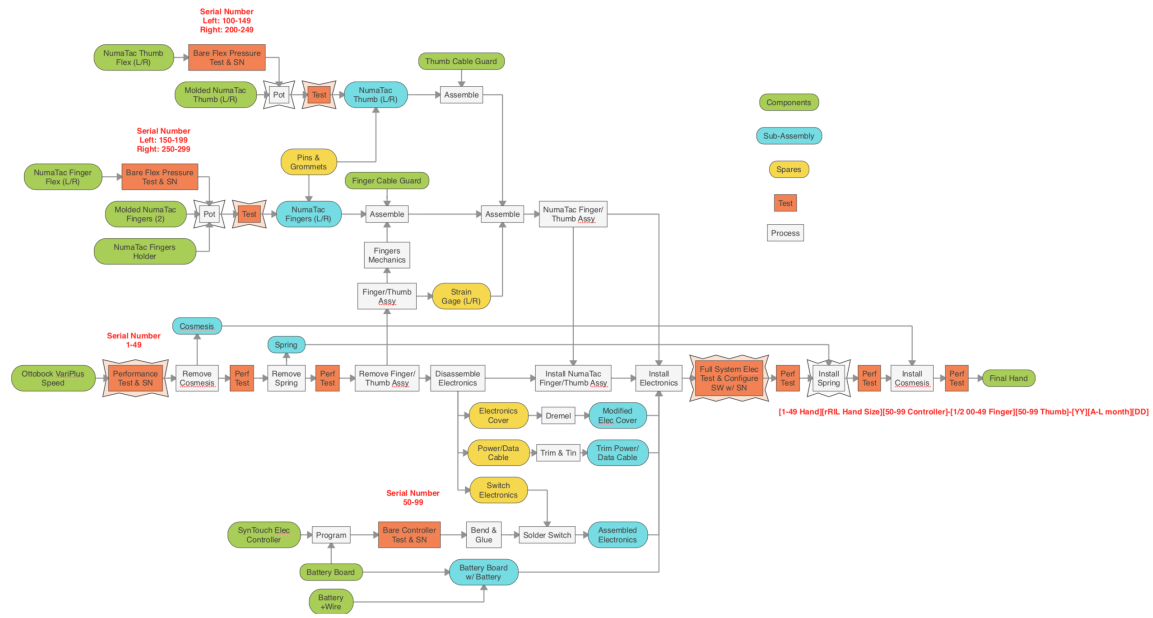 Serial Number
Left: 100-149
Right: 200-249
NumaTac Thumb
Flex (L/R)
Bare Flex Pressure
Test & SN
Thumb Cable Guard
Molded NumaTac
Thumb (L/R)
Pot
Test
NumaTac
Thumb (L/R)
Assemble
Components
Serial Number
Left: 150-199
Right: 250-299
Sub-Assembly
Pins &
Grommets
Spares
NumaTac Finger
Flex (L/R)
Bare Flex Pressure
Test & SN
Finger Cable Guard
Test
Molded NumaTac
Fingers (2)
Pot
Test
NumaTac
Fingers (L/R)
Assemble
Assemble
NumaTac Finger/
Thumb Assy
Process
NumaTac Fingers
Holder
Fingers
Mechanics
Finger/Thumb
Assy
Strain
Gage (L/R)
Cosmesis
Serial Number
1-49
Spring
Ottobock VariPlus
Speed
Performance
Test & SN
Remove
Cosmesis
Perf
Test
Remove
Spring
Perf
Test
Remove Finger/
Thumb Assy
Disassemble
Electronics
Install NumaTac
Finger/Thumb Assy
Install
Electronics
Full System Elec
Test & Configure
SW w/ SN
Perf
Test
Install
Spring
Perf
Test
Install
Cosmesis
Perf
Test
Final Hand
[1-49 Hand][rRlL Hand Size][50-99 Controller]-[1/2 00-49 Finger][50-99 Thumb]-[YY][A-L month][DD]
Electronics
Cover
Dremel
Modified
Elec Cover
Power/Data
Cable
Trim & Tin
Trim Power/
Data Cable
Switch
Electronics
Serial Number
50-99
SynTouch Elec
Controller
Program
Bare Controller
Test & SN
Bend &
Glue
Solder Switch
Assembled
Electronics
Battery Board
Battery Board
w/ Battery
Battery
+Wire